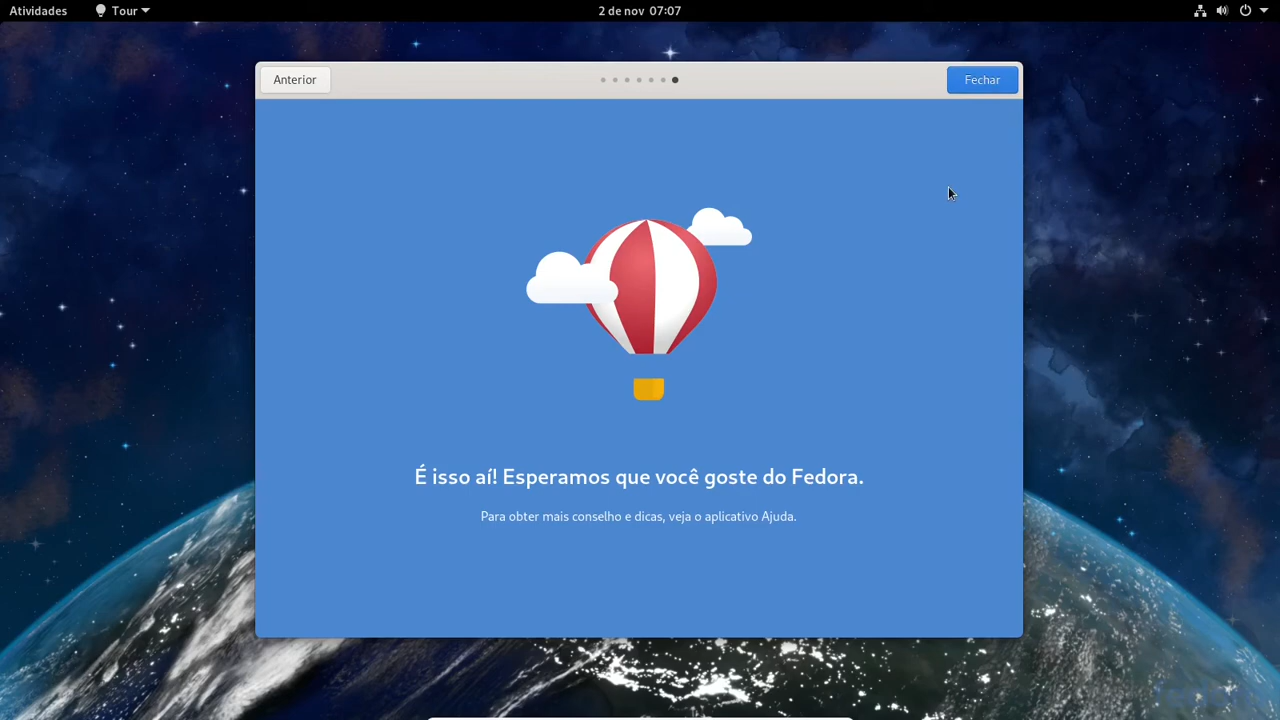 Atividades
Tour
2 de nov 07:07
Anterior
Fechar
É isso aí! Esperamos que você goste do Fedora.
Para obter mais conselho e dicas, veja o aplicativo Ajuda.